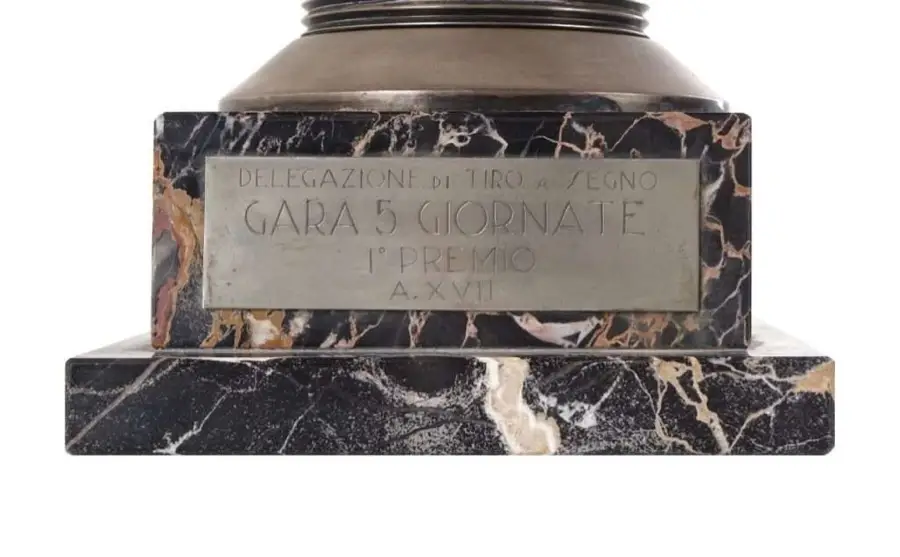 DELEGAZIONE DI TIRO A SEGNO
GARA 5 GIORNATE
1° PREMIO
A. XVII